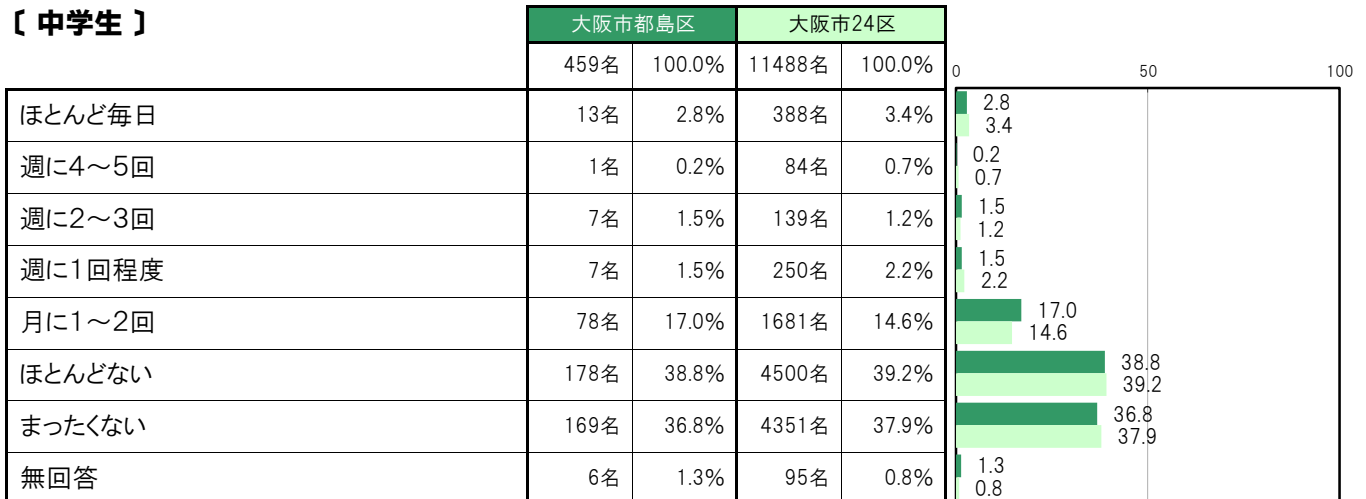 〔 中学生 〕
大阪市都島区 大阪市24区
459名 100.0% 11488名 100.0%
0 50 100
ほとんど毎日 13名 2.8% 388名 3.4%
2.8
3.4
週に4～5回 1名 0.2% 84名 0.7%
0.2
0.7
週に2～3回 7名 1.5% 139名 1.2%
1.5
1.2
週に1回程度 7名 1.5% 250名 2.2%
1.5
2.2
月に1～2回 78名 17.0% 1681名 14.6%
17.0
14.6
ほとんどない 178名 38.8% 4500名 39.2%
38.8
39.2
まったくない 169名 36.8% 4351名 37.9%
36.8
37.9
無回答 6名 1.3% 95名 0.8%
1.3
0.8